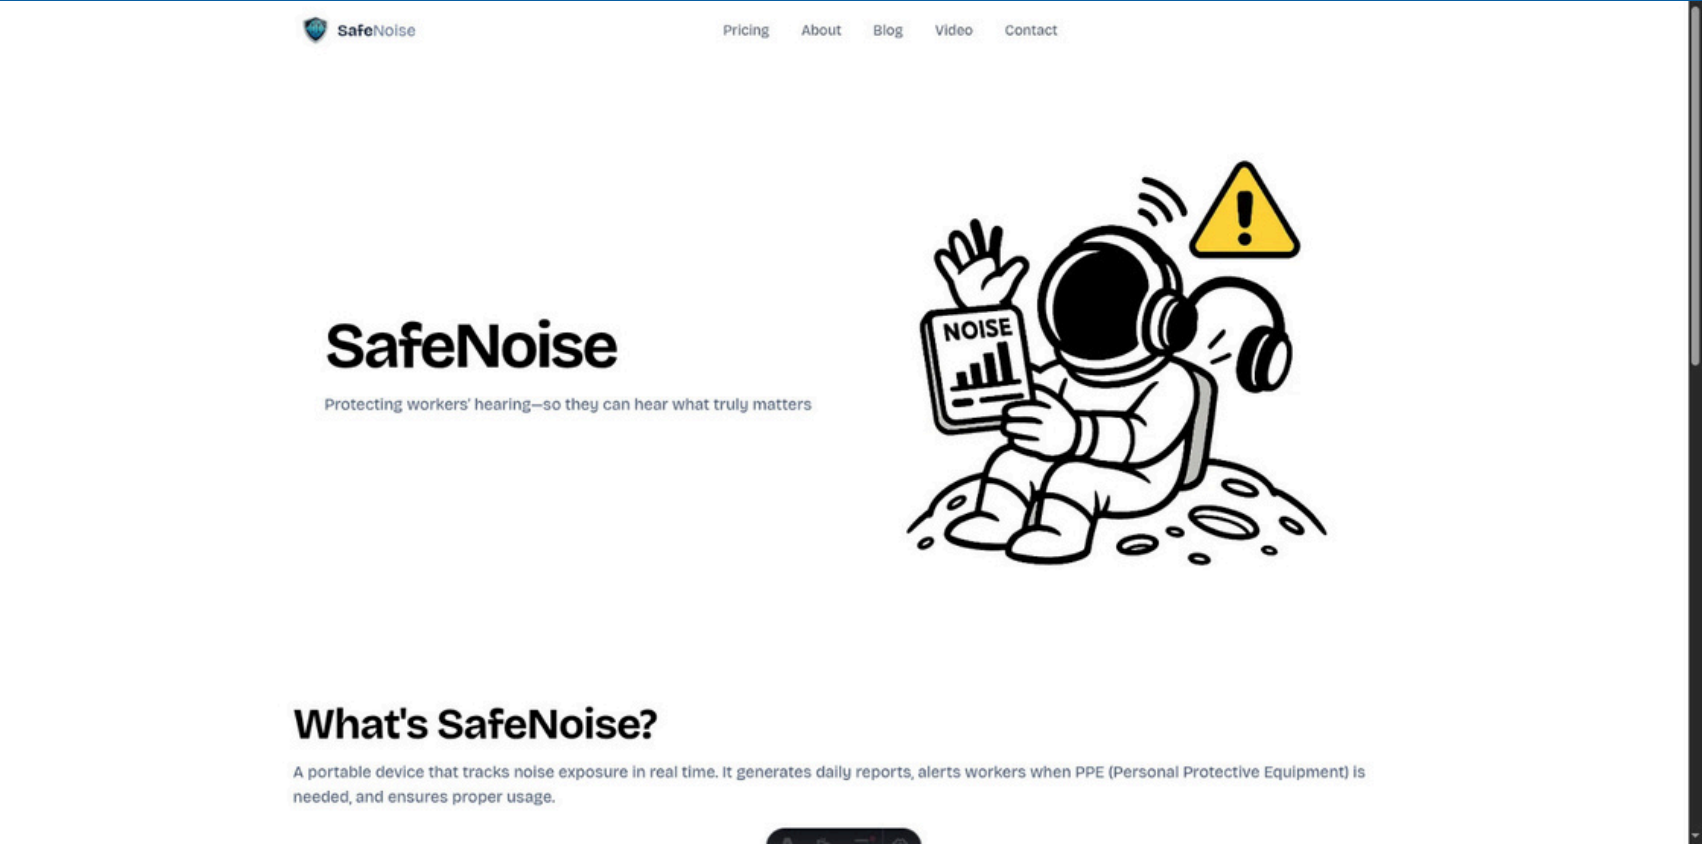 SafeNoise
Pricing About Blog Video Contact
NOISE
SafeNoise
Protecting workers' hearing—so they can hear what truly matters
What's SafeNoise?
A portable device that tracks noise exposure in real time. It generates daily reports, alerts workers when PPE (Personal Protective Equipment) is
needed, and ensures proper usage.